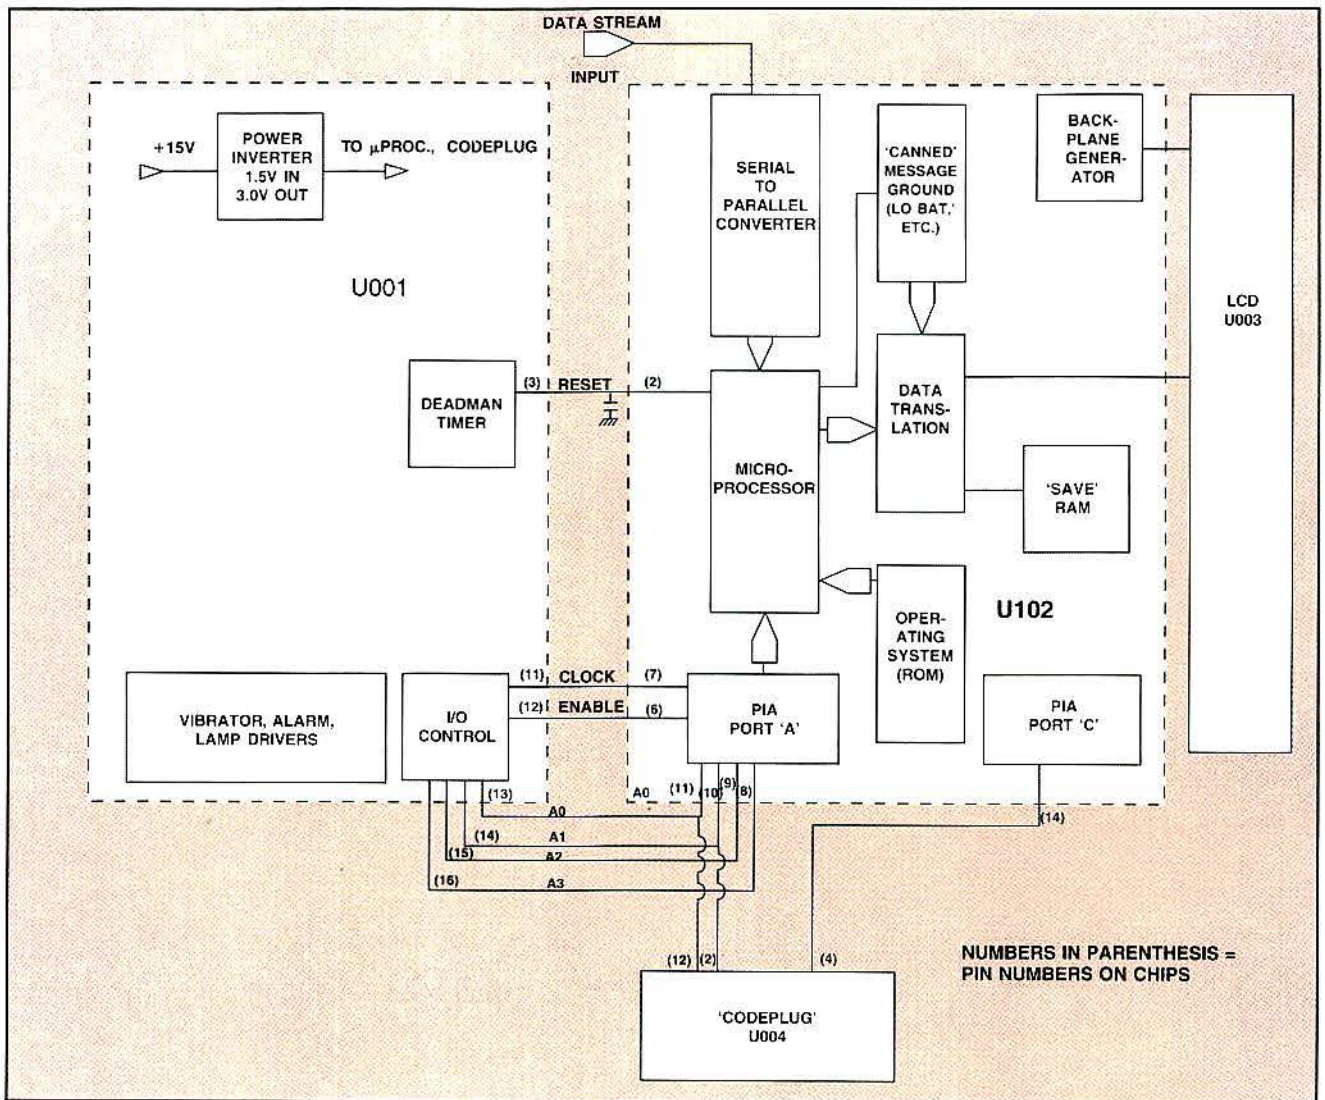 DATA STREAM
INPUT
+15V
POWER
INVERTER
1.5V IN
3.0V OUT
TO µPROC., CODEPLUG
U001
SERIAL
TO
PARALLEL
CONVERTER
'CANNED'
MESSAGE
GROUND
(LO BAT,'
ETC.)
BACK-
PLANE
GENER-
ATOR
LCD
U003
DEADMAN
TIMER
(3) RESET (2)
MICRO-
PROCESSOR
DATA
TRANS-
LATION
'SAVE'
RAM
OPER-
ATING
SYSTEM
(ROM)
U102
VIBRATOR, ALARM,
LAMP DRIVERS
I/O
CONTROL
(11) CLOCK (7)
(12) ENABLE (6)
PIA
PORT 'A'
PIA
PORT 'C'
(13)
A0
(11)
(10)
(9)
8)
A0
(14)
A1
(15)
A2
(16)
A3
(14)
(12)
(2)
(4)
'CODEPLUG'
U004
NUMBERS IN PARENTHESIS =
PIN NUMBERS ON CHIPS